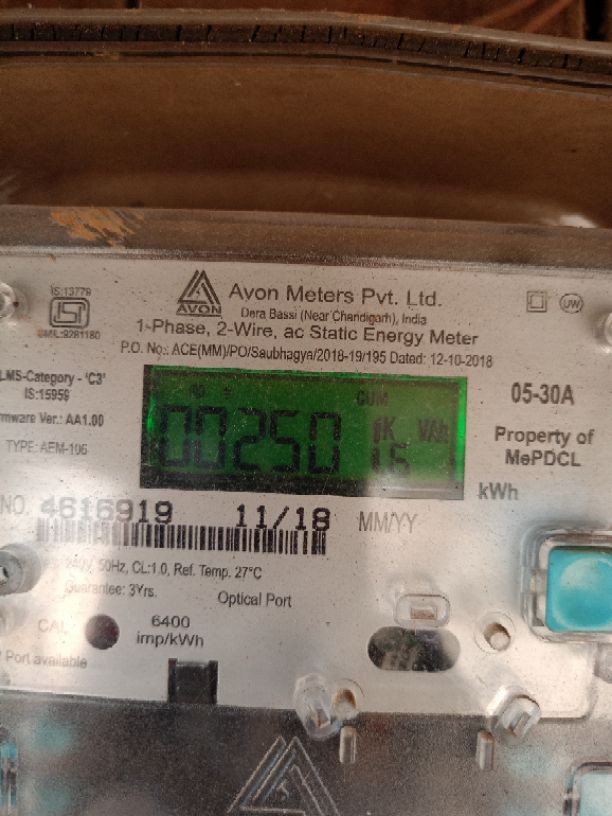 IS:13779
AVON
Avon Meters Pvt. Ltd.
UW
Dera Bassi (Near Chandigarh), India
1-Phase, 2-Wire, ac Static Energy Meter
P.O. No.: ACE(MM)/PO/Saubhagya/2018-19/195 Dated: 12-10-2018
LMS-Category - 'C3'
IS:15959
rmware Ver.: AA1.00
TYPE: AEM-106
CUM
00250
05-30A
Property of
MePDCL
kWh
NO. 4616919 11/18 MM/YY
240V, 50Hz, CL:1.0, Ref. Temp. 27°C
Guarantee: 3Yrs.
Optical Port
CAL
6400
imp/kWh
Port available